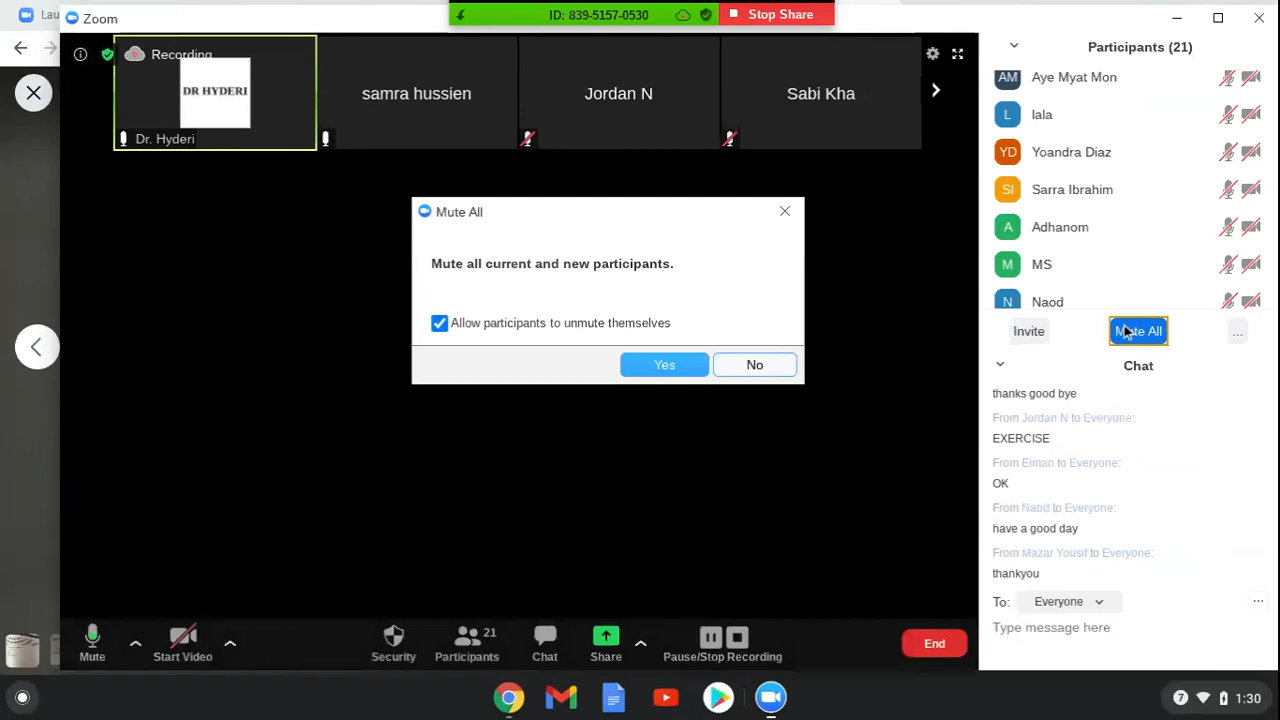 Lau
Zoom
ID: 839-5157-0530
Stop Share
Recording
DR HYDERI
Dr. Hyderi
samra hussien
Jordan N
Sabi Kha
Participants (21)
AM Aye Myat Mon
L lala
YD Yoandra Diaz
SI Sarra Ibrahim
A Adhanom
M MS
N Naod
Invite
Mute All
...
Mute All
Mute all current and new participants.
Allow participants to unmute themselves
Yes
No
Chat
thanks good bye
From Jordan N to Everyone:
EXERCISE
From Eiman to Everyone:
OK
From Nabil to Everyone:
have a good day
From Mazar Yousif to Everyone:
thankyou
To: Everyone
...
Type message here
Mute
Start Video
Security
21
Participants
Chat
Share
Pause/Stop Recording
End
7
1:30